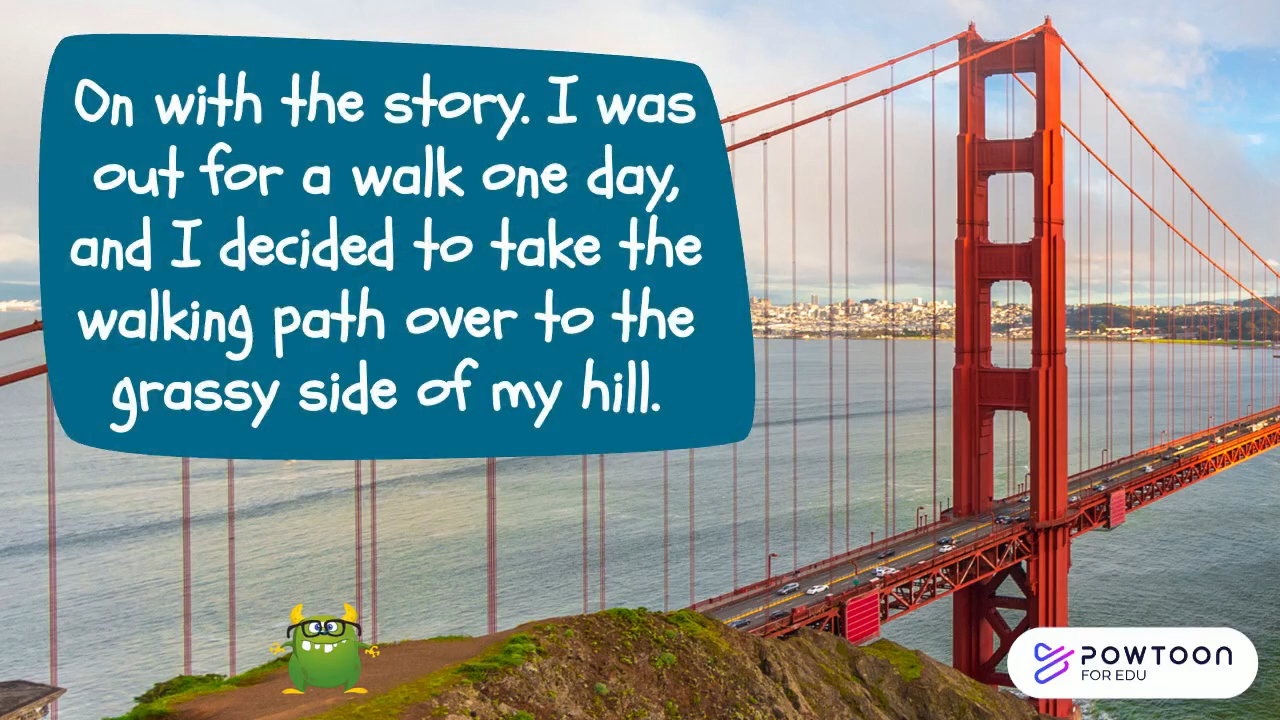 On with the story. I was
out for a walk one day,
and I decided to take the
walking path over to the
grassy side of my hill.
POWTOON
FOR EDU